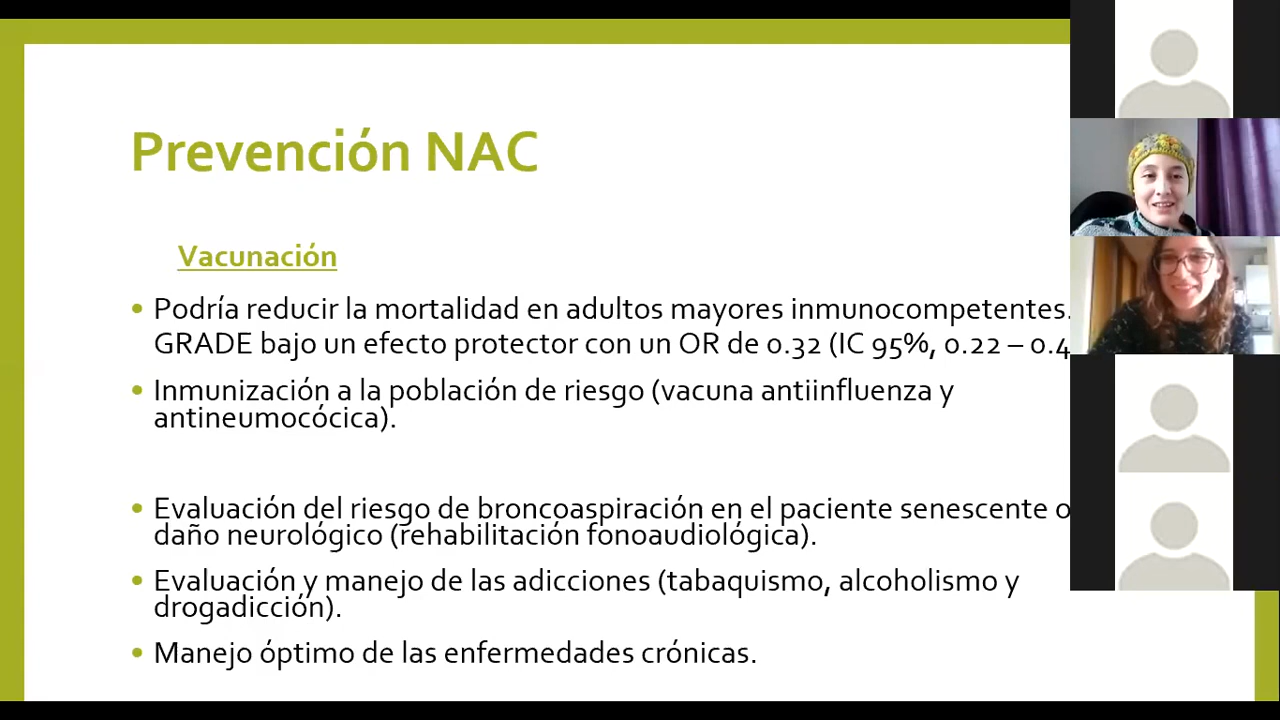 Prevención NAC
Vacunación
• Podría reducir la mortalidad en adultos mayores inmunocompetentes.
GRADE bajo un efecto protector con un OR de 0.32 (IC 95%, 0.22 – 0.4
• Inmunización a la población de riesgo (vacuna antiinfluenza y
antineumocócica).
• Evaluación del riesgo de broncoaspiración en el paciente senescente o
daño neurológico (rehabilitación fonoaudiológica).
• Evaluación y manejo de las adicciones (tabaquismo, alcoholismo y
drogadicción).
• Manejo óptimo de las enfermedades crónicas.